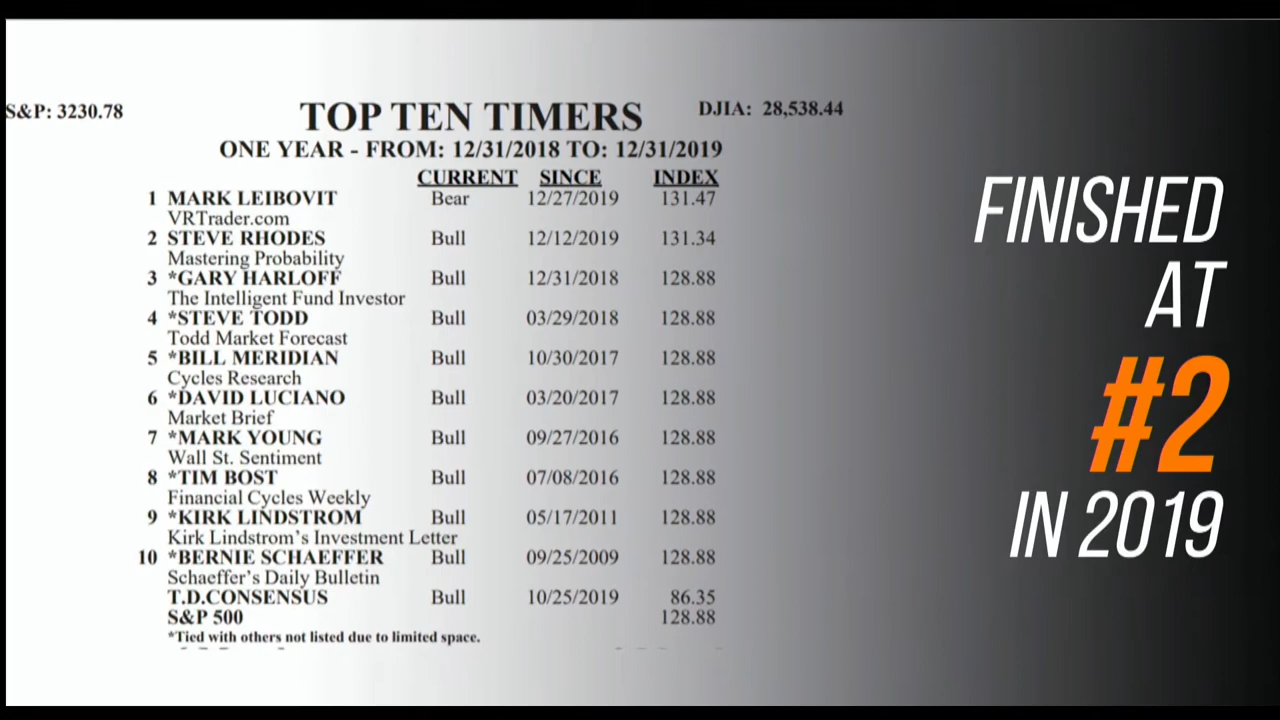 S&P: 3230.78
TOP TEN TIMERS
DJIA: 28,538.44
ONE YEAR - FROM: 12/31/2018 TO: 12/31/2019
CURRENT SINCE INDEX
1 MARK LEIBOVIT Bear 12/27/2019 131.47
VRTrader.com
2 STEVE RHODES Bull 12/12/2019 131.34
Mastering Probability
3 *GARY HARLOFF Bull 12/31/2018 128.88
The Intelligent Fund Investor
4 *STEVE TODD Bull 03/29/2018 128.88
Todd Market Forecast
5 *BILL MERIDIAN Bull 10/30/2017 128.88
Cycles Research
6 *DAVID LUCIANO Bull 03/20/2017 128.88
Market Brief
7 *MARK YOUNG Bull 09/27/2016 128.88
Wall St. Sentiment
8 *TIM BOST Bull 07/08/2016 128.88
Financial Cycles Weekly
9 *KIRK LINDSTROM Bull 05/17/2011 128.88
Kirk Lindstrom's Investment Letter
10 *BERNIE SCHAEFFER Bull 09/25/2009 128.88
Schaeffer's Daily Bulletin
T.D.CONSENSUS Bull 10/25/2019 86.35
S&P 500 128.88
*Tied with others not listed due to limited space.
FINISHED
AT
#2
IN 2019